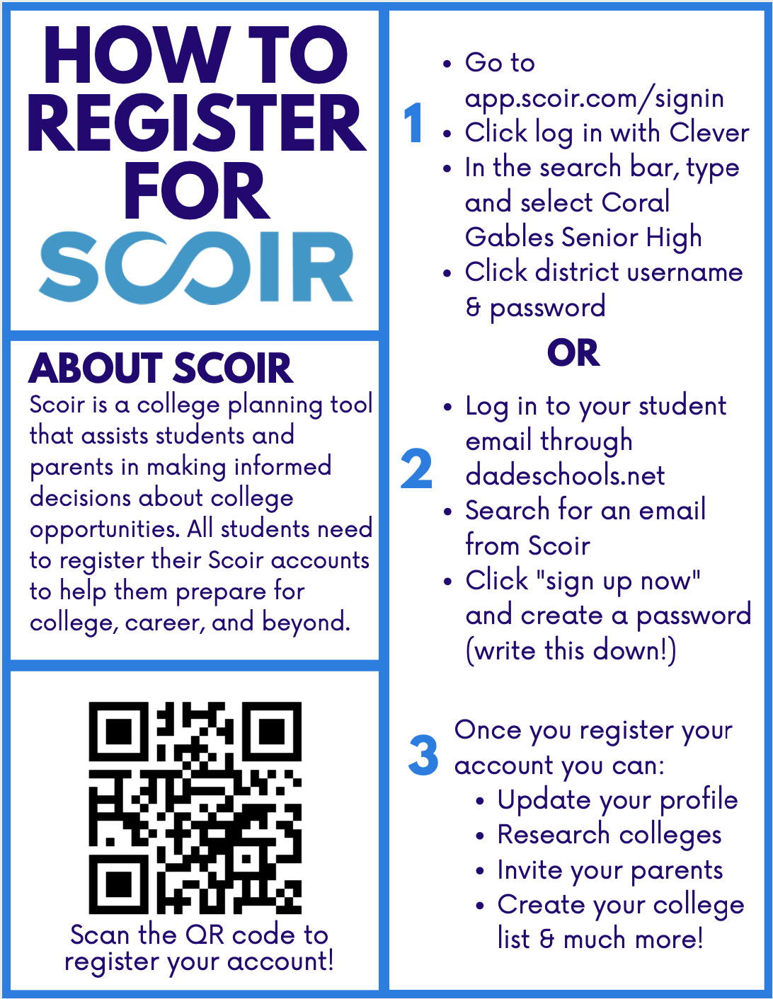 HOW TO
REGISTER
FOR
SCOIR
ABOUT SCOIR
Scoir is a college planning tool
that assists students and
parents in making informed
decisions about college
opportunities. All students need
to register their Scoir accounts
to help them prepare for
college, career, and beyond.
Scan the QR code to
register your account!
1
• Go to
app.scoir.com/signin
• Click log in with Clever
• In the search bar, type
and select Coral
Gables Senior High
• Click district username
& password
OR
2
• Log in to your student
email through
dadeschools.net
• Search for an email
from Scoir
• Click "sign up now"
and create a password
(write this down!)
3
Once you register your
account you can:
• Update your profile
• Research colleges
• Invite your parents
• Create your college
list & much more!